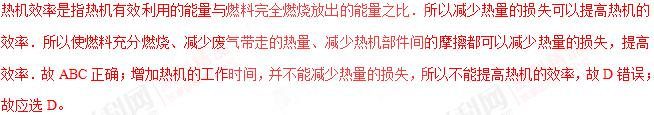 热机效率是指热机有效利用的能量与燃料完全燃烧放出的能量之比．所以减少热量的损失可以提高热机的
效率．所以使燃料充分燃烧、减少废气带走的热量、减少热机部件间的摩擦都可以减少热量的损失，提高
效率．故 ABC 正确；增加热机的工作时间，并不能减少热量的损失，所以不能提高热机的效率，故 D 错误；
故应选 D。